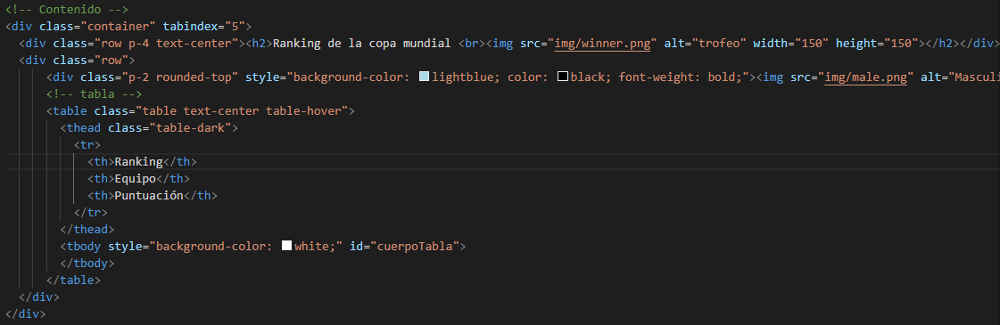 <!-- Contenido -->
<div class="container" tabindex="5">
<div class="row p-4 text-center"><h2>Ranking de la copa mundial <br><img src="img/winner.png" alt="trofeo" width="150" height="150"></h2></div>
<div class="row">
<div class="p-2 rounded-top" style="background-color: lightblue; color: black; font-weight: bold;"><img src="img/male.png" alt="Masculi
<!-- tabla -->
<table class="table text-center table-hover">
<thead class="table-dark">
<tr>
<th>Ranking</th>
<th>Equipo</th>
<th>Puntuación</th>
</tr>
</thead>
<tbody style="background-color: white;" id="cuerpoTabla">
</tbody>
</table>
</div>
</div>